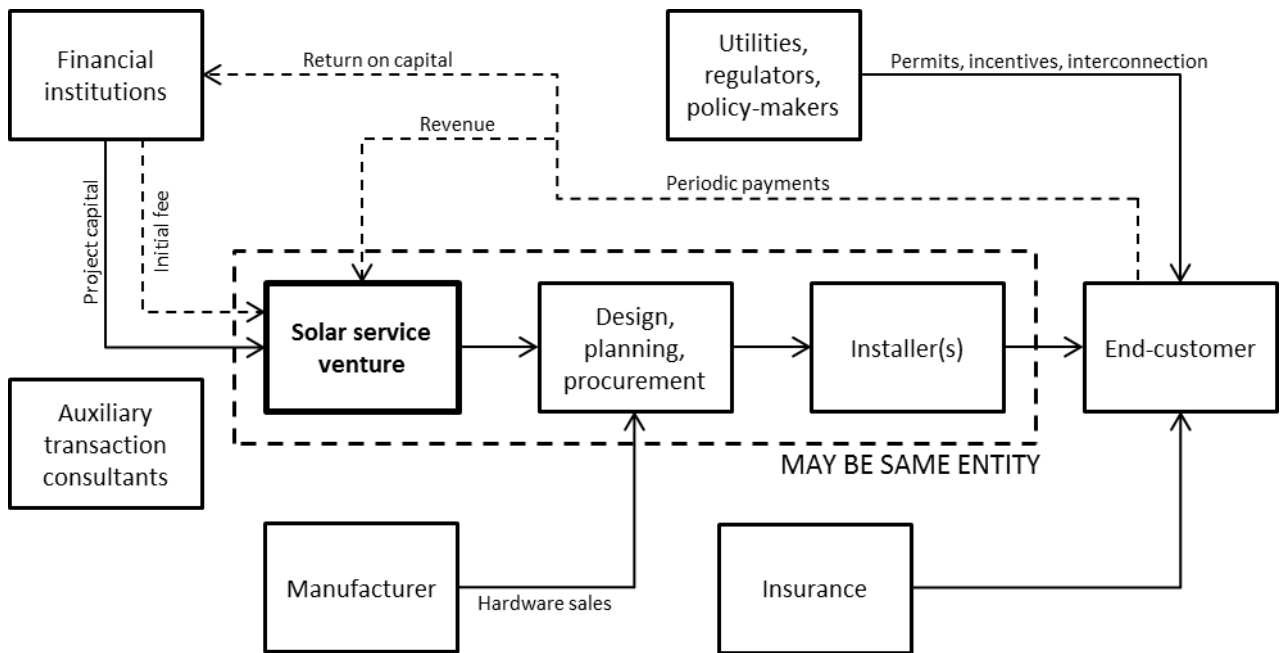 Financial
institutions
Return on capital
Revenue
Utilities,
regulators,
policy-makers
Permits, incentives, interconnection
Periodic payments
Project capital
Initial fee
Solar service
venture
Design,
planning,
procurement
Installer(s)
End-customer
Auxiliary
transaction
consultants
MAY BE SAME ENTITY
Manufacturer
Hardware sales
Insurance